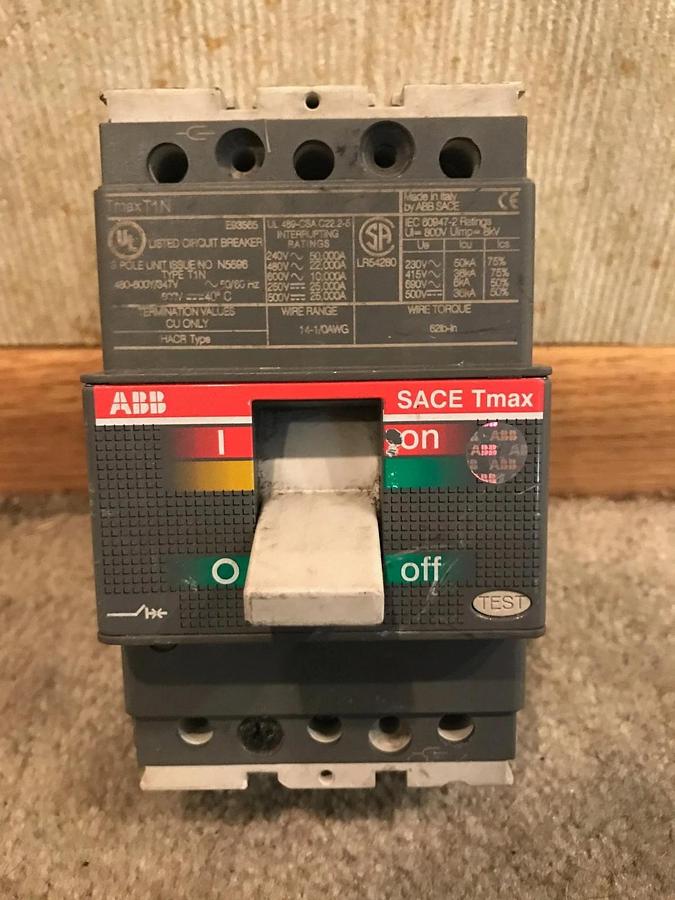 Tmax T1N
Made in Italy
by ABB SACE
CE
UL
E93565
LISTED CIRCUIT BREAKER
3 POLE UNIT ISSUE NO N5696
TYPE T1N
480-600Y/347V ~ 50/60 Hz
500V 40° C
TERMINATION VALUES
CU ONLY
HACR Type
UL 489-CSA C22.2-5
INTERRUPTING
RATINGS
240V ~ 50,000A
480V ~ 22,000A
600V ~ 10,000A
250V 25,000A
500V 25,000A
WIRE RANGE
14-1/0AWG
SA
LR54280
IEC 60947-2 Ratings
Ui= 800V Uimp= 8kV
Ue Icu Ics
230V ~ 50kA 75%
415V ~ 36kA 75%
690V ~ 6kA 50%
500V 36kA 50%
WIRE TORQUE
62lb-in
ABB SACE Tmax
I on
ABB
O off
TEST